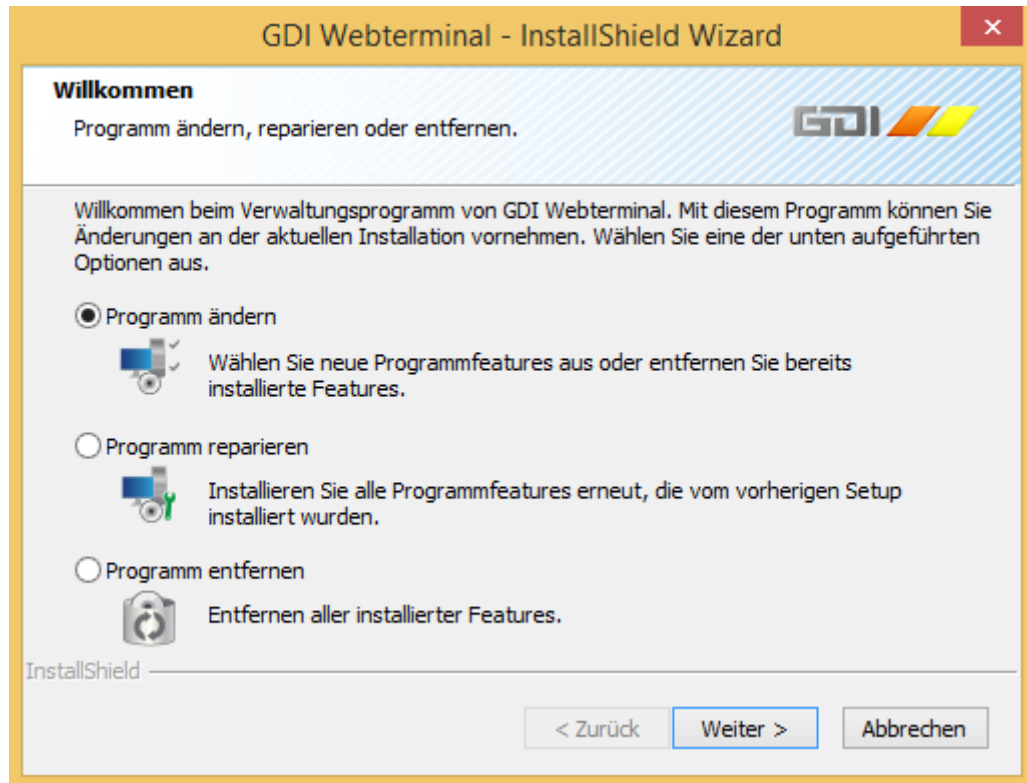 GDI Webterminal - InstallShield Wizard
Willkommen
Programm ändern, reparieren oder entfernen.
GDI
Willkommen beim Verwaltungsprogramm von GDI Webterminal. Mit diesem Programm können Sie
Änderungen an der aktuellen Installation vornehmen. Wählen Sie eine der unten aufgeführten
Optionen aus.
Programm ändern
Wählen Sie neue Programmfeatures aus oder entfernen Sie bereits
installierte Features.
Programm reparieren
Installieren Sie alle Programmfeatures erneut, die vom vorherigen Setup
installiert wurden.
Programm entfernen
Entfernen aller installierter Features.
InstallShield
< Zurück Weiter > Abbrechen